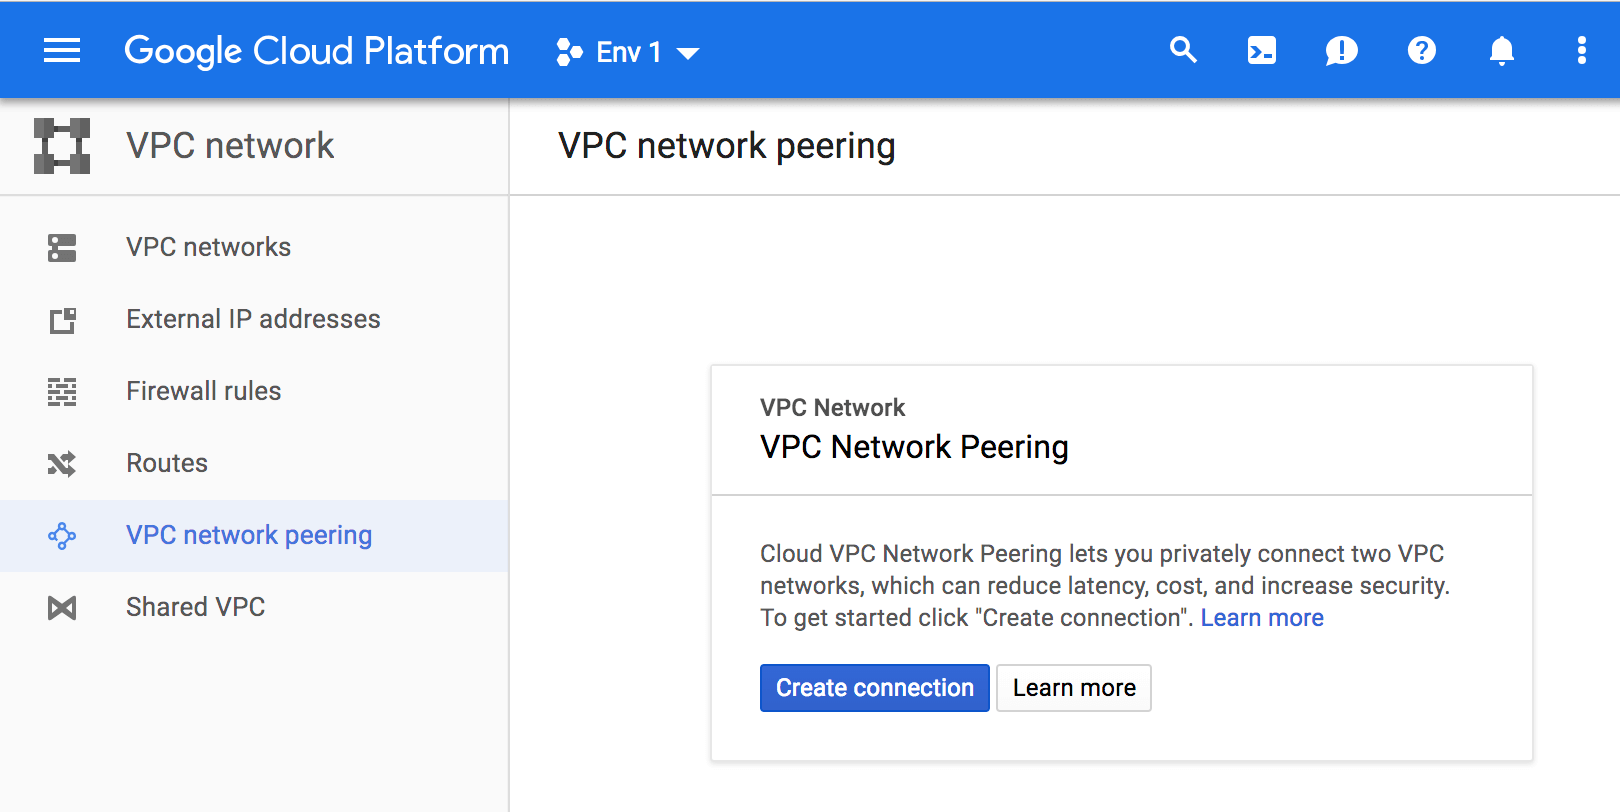 Google Cloud Platform Env 1
VPC network
VPC network peering
VPC networks
External IP addresses
Firewall rules
Routes
VPC network peering
Shared VPC
VPC Network
VPC Network Peering
Cloud VPC Network Peering lets you privately connect two VPC
networks, which can reduce latency, cost, and increase security.
To get started click "Create connection". Learn more
Create connection Learn more